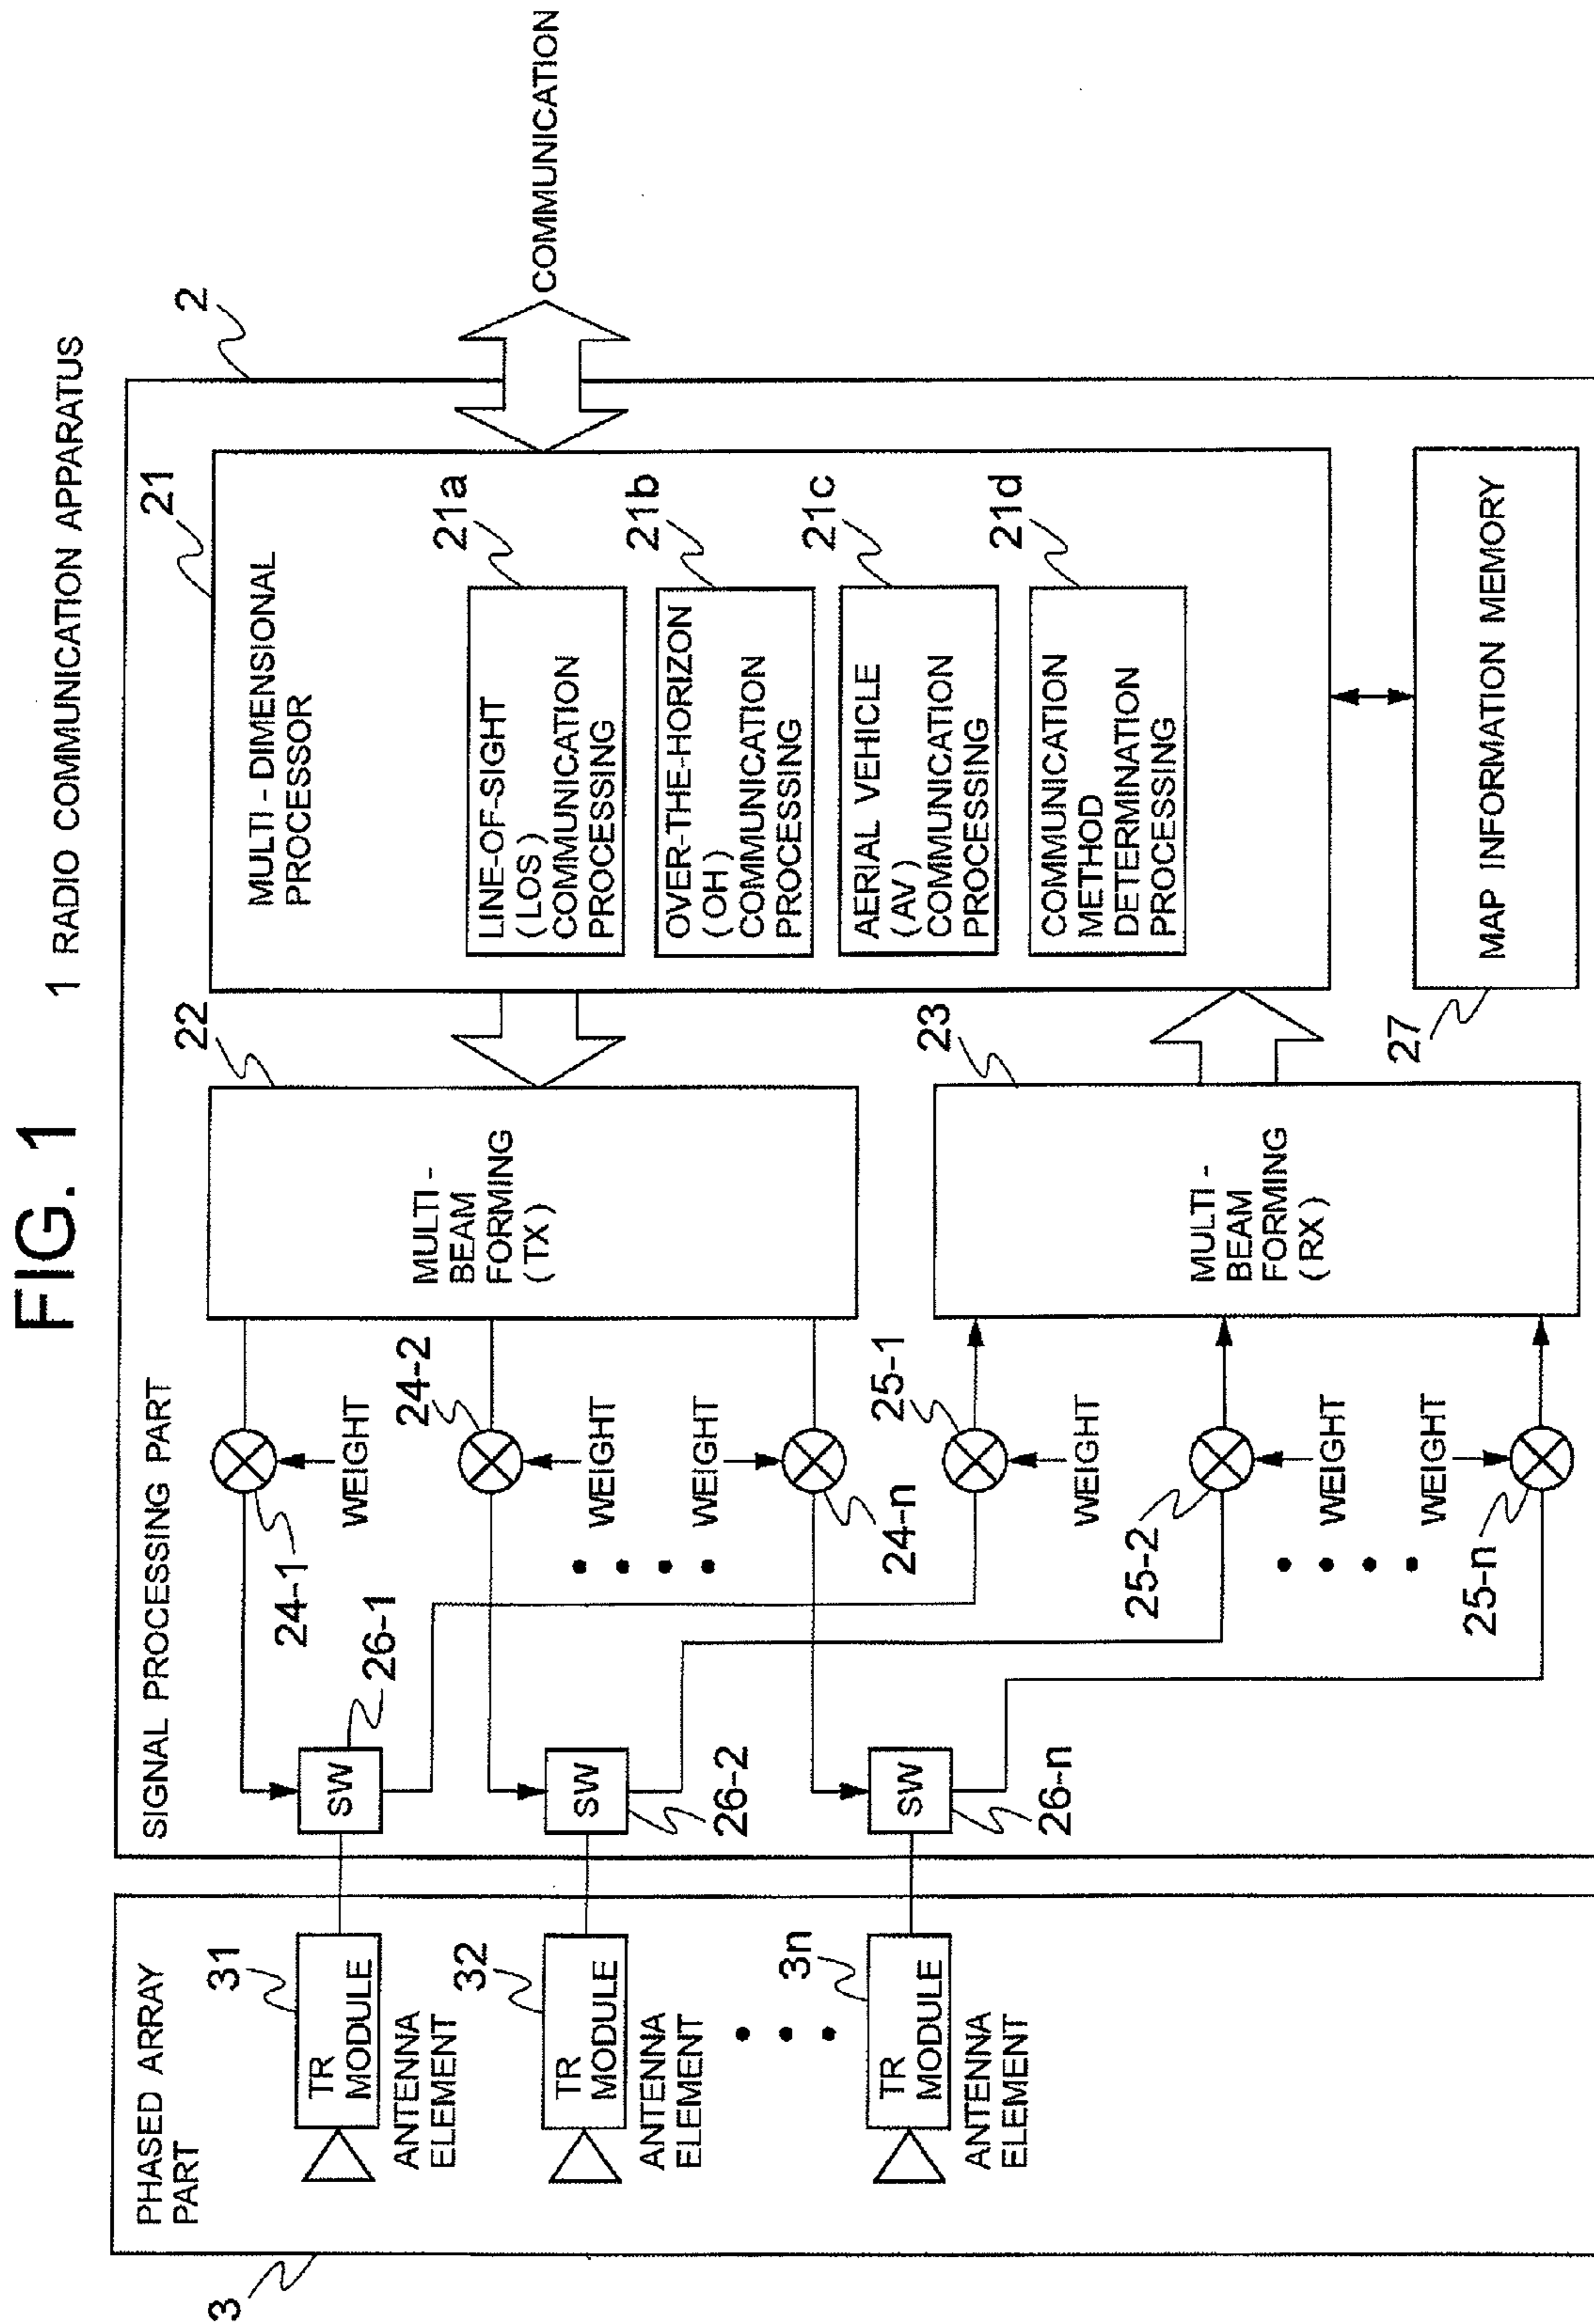 FIG. 1
1 RADIO COMMUNICATION APPARATUS
PHASED ARRAY
PART
3
31
TR
MODULE
ANTENNA
ELEMENT
32
TR
MODULE
ANTENNA
ELEMENT
3n
TR
MODULE
ANTENNA
ELEMENT
SIGNAL PROCESSING PART
2
SW
26-1
SW
26-2
SW
26-n
24-1
WEIGHT
24-2
WEIGHT
WEIGHT
24-n
25-1
WEIGHT
25-2
WEIGHT
WEIGHT
25-n
22
MULTI -
BEAM
FORMING
(TX)
23
MULTI -
BEAM
FORMING
(RX)
21
MULTI - DIMENSIONAL
PROCESSOR
21a
LINE-OF-SIGHT
(LOS)
COMMUNICATION
PROCESSING
21b
OVER-THE-HORIZON
(OH)
COMMUNICATION
PROCESSING
21c
AERIAL VEHICLE
(AV)
COMMUNICATION
PROCESSING
21d
COMMUNICATION
METHOD
DETERMINATION
PROCESSING
27
MAP INFORMATION MEMORY
COMMUNICATION